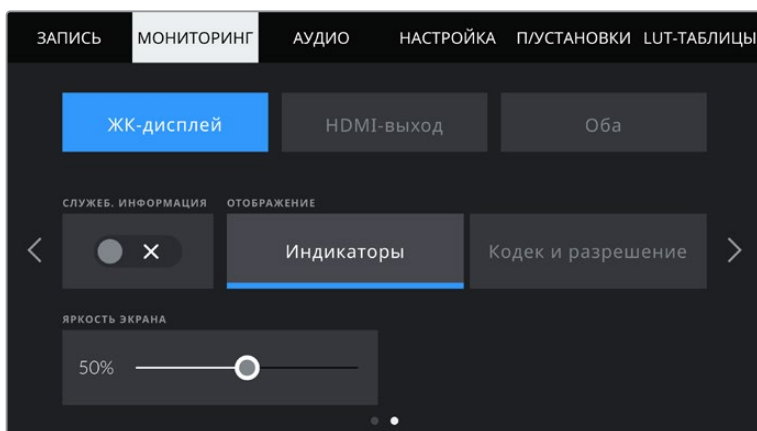 ЗАПИСЬ МОНИТОРИНГ АУДИО НАСТРОЙКА П/УСТАНОВКИ LUT-ТАБЛИЦЫ
ЖК-дисплей HDMI-выход Оба
СЛУЖЕБ. ИНФОРМАЦИЯ ОТОБРАЖЕНИЕ
Индикаторы Кодек и разрешение
ЯРКОСТЬ ЭКРАНА
50%